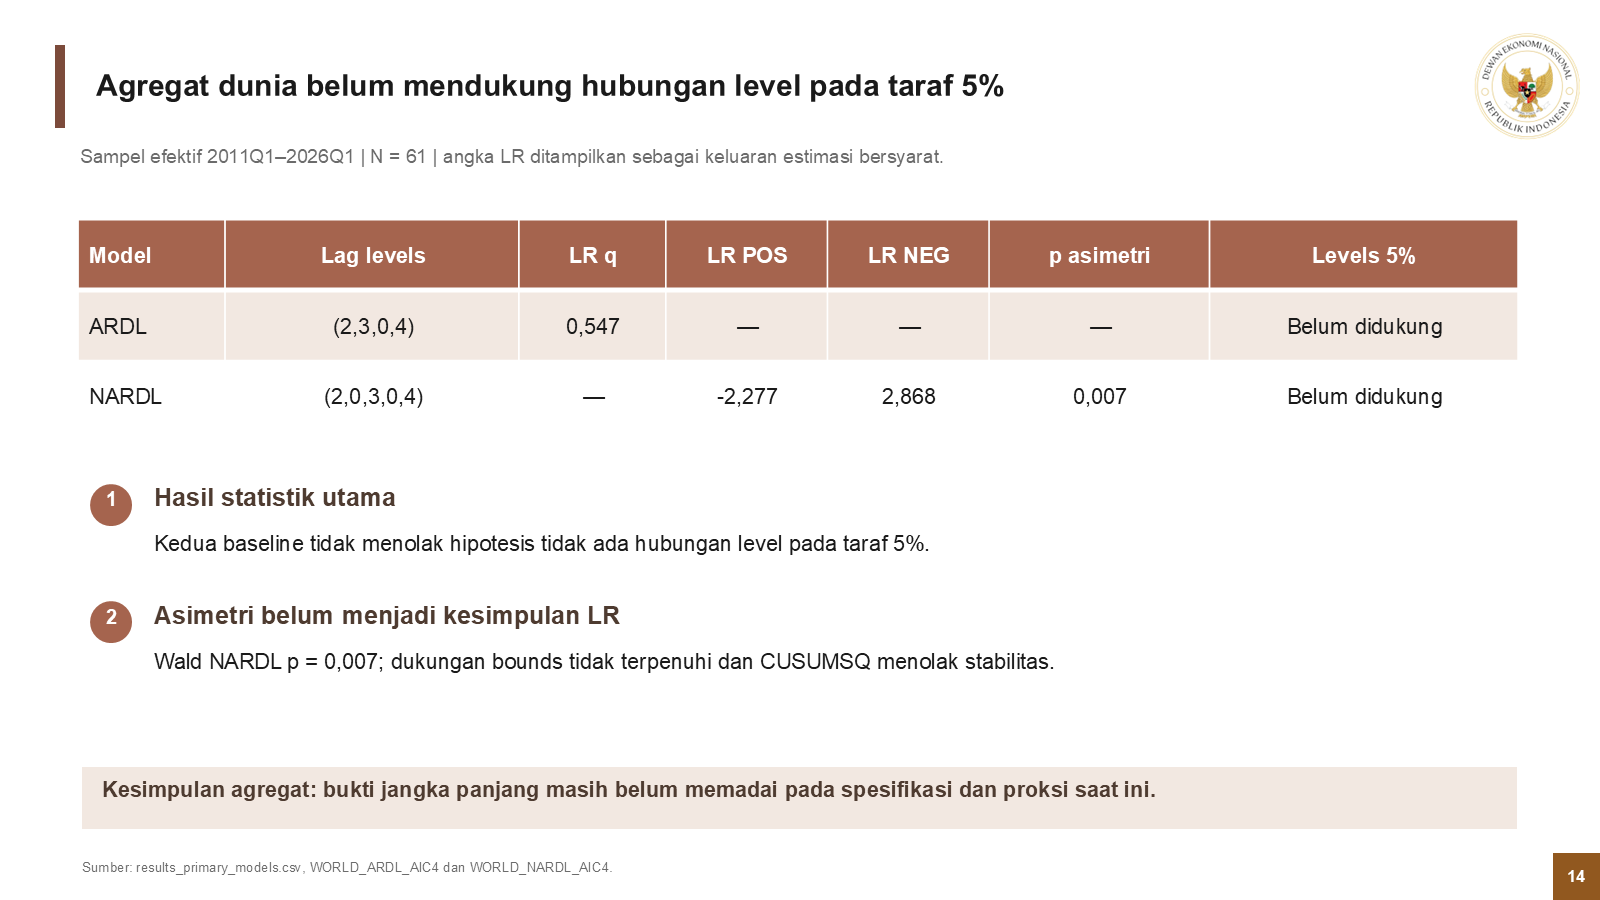 Agregat dunia belum mendukung hubungan level pada taraf 5%
DEWAN EKONOMI NASIONAL
REPUBLIK INDONESIA
Sampel efektif 2011Q1–2026Q1 | N = 61 | angka LR ditampilkan sebagai keluaran estimasi bersyarat.
Model Lag levels LR q LR POS LR NEG p asimetri Levels 5%
ARDL (2,3,0,4) 0,547 — — — Belum didukung
NARDL (2,0,3,0,4) — -2,277 2,868 0,007 Belum didukung
1 Hasil statistik utama
Kedua baseline tidak menolak hipotesis tidak ada hubungan level pada taraf 5%.
2 Asimetri belum menjadi kesimpulan LR
Wald NARDL p = 0,007; dukungan bounds tidak terpenuhi dan CUSUMSQ menolak stabilitas.
Kesimpulan agregat: bukti jangka panjang masih belum memadai pada spesifikasi dan proksi saat ini.
Sumber: results_primary_models.csv, WORLD_ARDL_AIC4 dan WORLD_NARDL_AIC4.
14